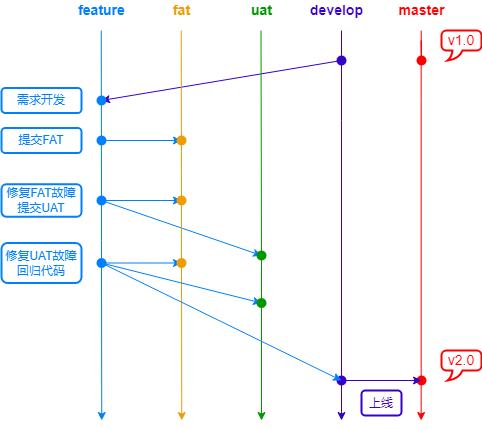 feature fat uat develop master
v1.0
需求开发
提交FAT
修复FAT故障
提交UAT
修复UAT故障
回归代码
v2.0
上线